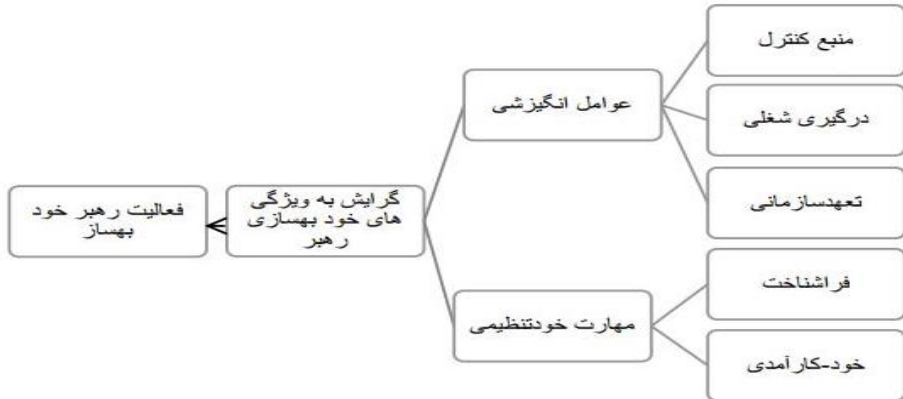 منبع کنترل
عوامل انگیزشی
درگیری شغلی
تعهدسازمانی
گرایش به ویژگی
های خود بهسازی
رهبر
فعالیت رهبر خود
بهساز
فراشناخت
مهارت خودتنظیمی
خود-کارآمدی